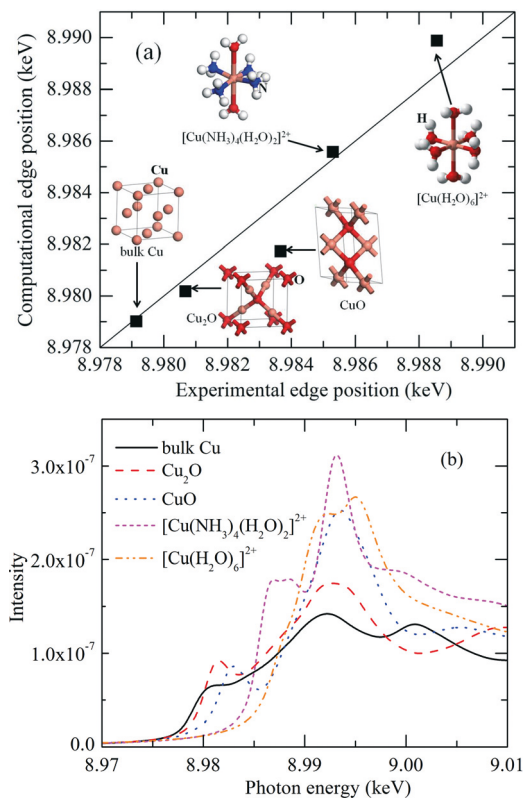 (a)
Computational edge position (keV)
8.990
8.988
8.986
8.984
8.982
8.980
8.978
N
[Cu(NH₃)₄(H₂O)₂]²⁺
H
[Cu(H₂O)₆]²⁺
Cu
bulk Cu
O
Cu₂O
CuO
8.978 8.980 8.982 8.984 8.986 8.988 8.990
Experimental edge position (keV)
(b)
bulk Cu
Cu₂O
CuO
[Cu(NH₃)₄(H₂O)₂]²⁺
[Cu(H₂O)₆]²⁺
Intensity
3.0x10⁻⁷
2.0x10⁻⁷
1.0x10⁻⁷
0.0
8.97 8.98 8.99 9.00 9.01
Photon energy (keV)